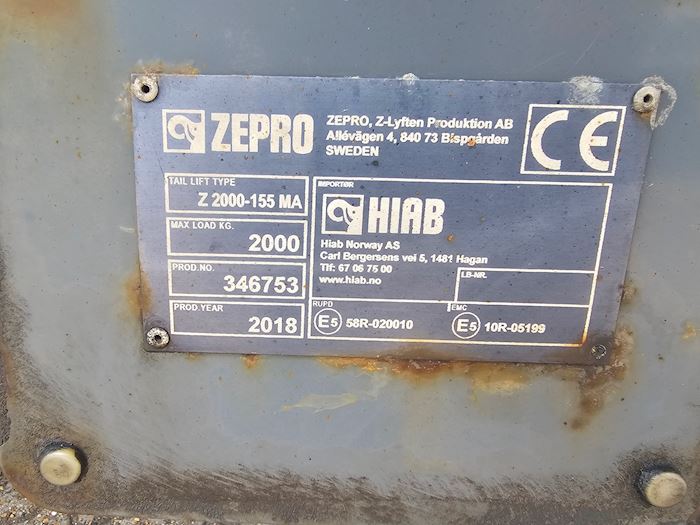 ZEPRO
ZEPRO, Z-Lyften Produktion AB
Allévägen 4, 840 73 Bispgården
SWEDEN
CE
TAIL LIFT TYPE
Z 2000-155 MA
MAX LOAD KG.
2000
PROD.NO.
346753
PROD.YEAR
2018
IMPORTØR
HIAB
Hiab Norway AS
Carl Bergersens vei 5, 1481 Hagan
Tlf: 67 06 75 00
www.hiab.no
LB-NR.
RUPD
E5 58R-020010
EMC
E5 10R-05199